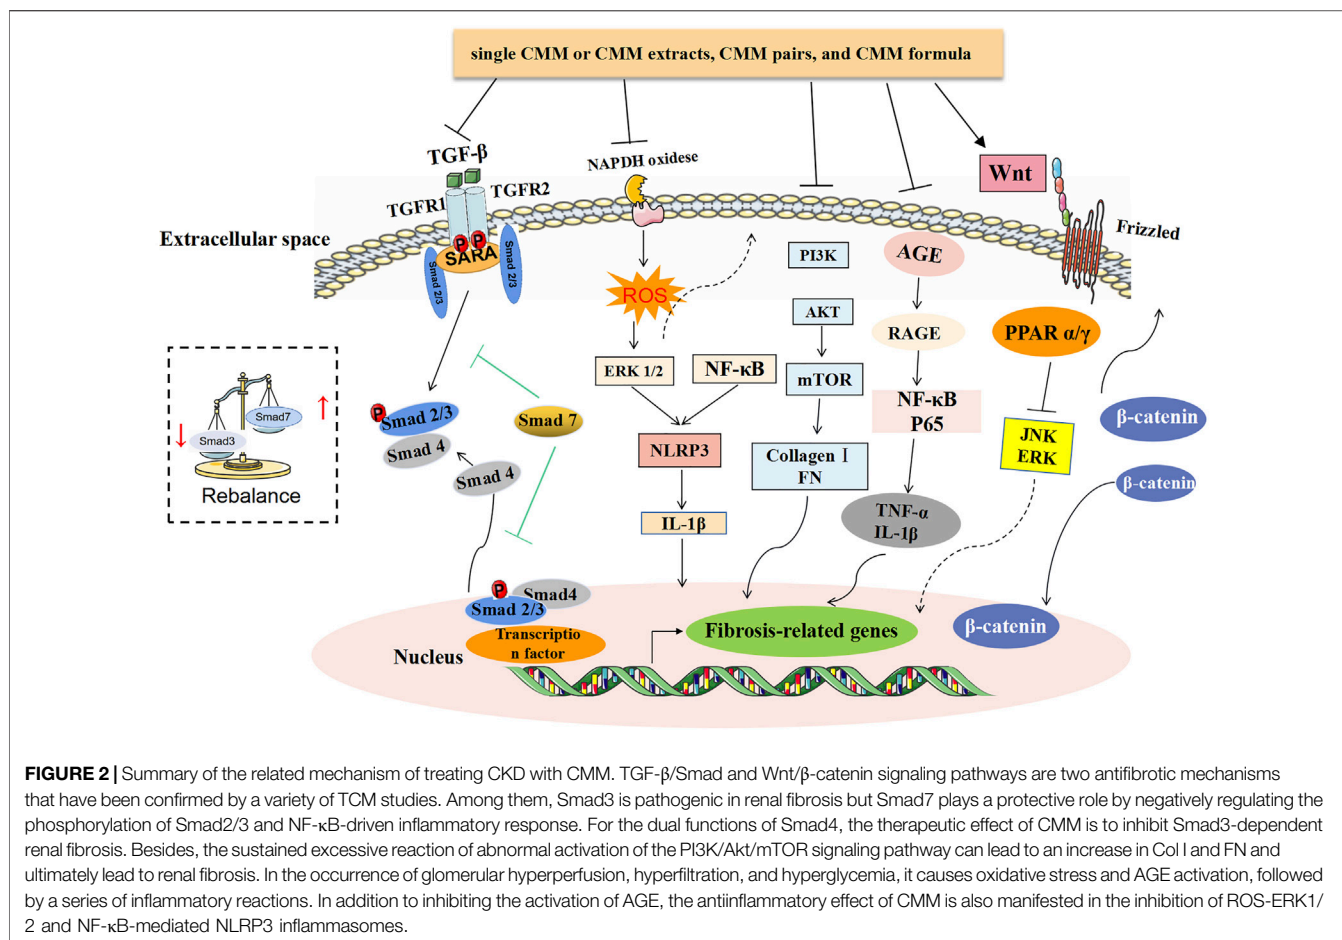 single CMM or CMM extracts, CMM pairs, and CMM formula
TGF-β
NAPDH oxidese
Wnt
TGFR1
TGFR2
Frizzled
Extracellular space
P
P
SARA
Smad 2/3
Smad 2/3
ROS
PI3K
AGE
AKT
RAGE
PPAR α/γ
ERK 1/2
NF-κB
mTOR
NF-κB
P65
β-catenin
JNK
ERK
Smad7
Smad3
Rebalance
P
Smad 2/3
Smad 4
Smad 4
Smad 7
NLRP3
Collagen Ⅰ
FN
β-catenin
IL-1β
TNF-α
IL-1β
P
Smad4
Smad 2/3
Transcriptio
n factor
Nucleus
Fibrosis-related genes
β-catenin
FIGURE 2 | Summary of the related mechanism of treating CKD with CMM. TGF-β/Smad and Wnt/β-catenin signaling pathways are two antifibrotic mechanisms
that have been confirmed by a variety of TCM studies. Among them, Smad3 is pathogenic in renal fibrosis but Smad7 plays a protective role by negatively regulating the
phosphorylation of Smad2/3 and NF-κB-driven inflammatory response. For the dual functions of Smad4, the therapeutic effect of CMM is to inhibit Smad3-dependent
renal fibrosis. Besides, the sustained excessive reaction of abnormal activation of the PI3K/Akt/mTOR signaling pathway can lead to an increase in Col I and FN and
ultimately lead to renal fibrosis. In the occurrence of glomerular hyperperfusion, hyperfiltration, and hyperglycemia, it causes oxidative stress and AGE activation, followed
by a series of inflammatory reactions. In addition to inhibiting the activation of AGE, the antiinflammatory effect of CMM is also manifested in the inhibition of ROS-ERK1/
2 and NF-κB-mediated NLRP3 inflammasomes.